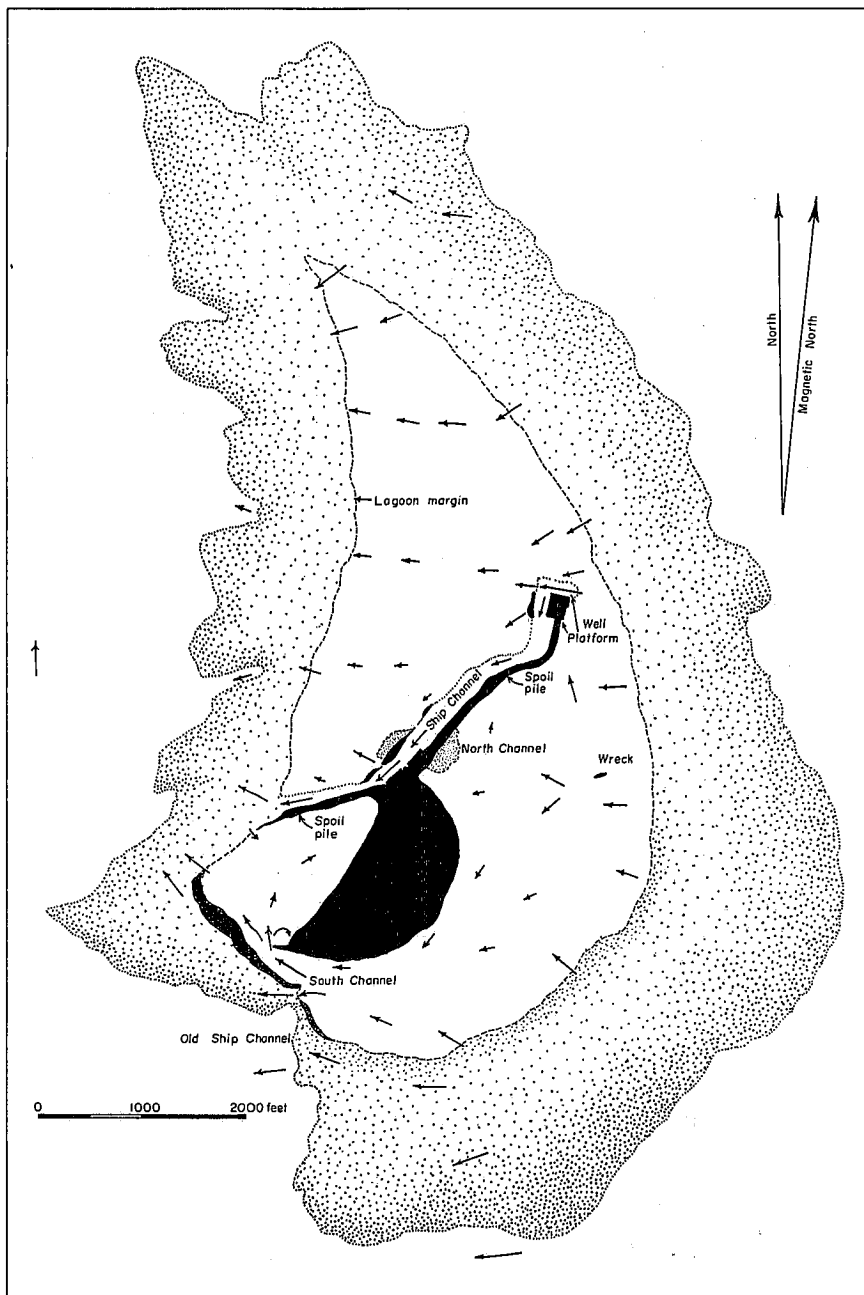 North
Magnetic North
Lagoon margin
Well
Platform
Spoil
pile
Ship Channel
North Channel
Wreck
Spoil
pile
South Channel
Old Ship Channel
0 1000 2000 feet